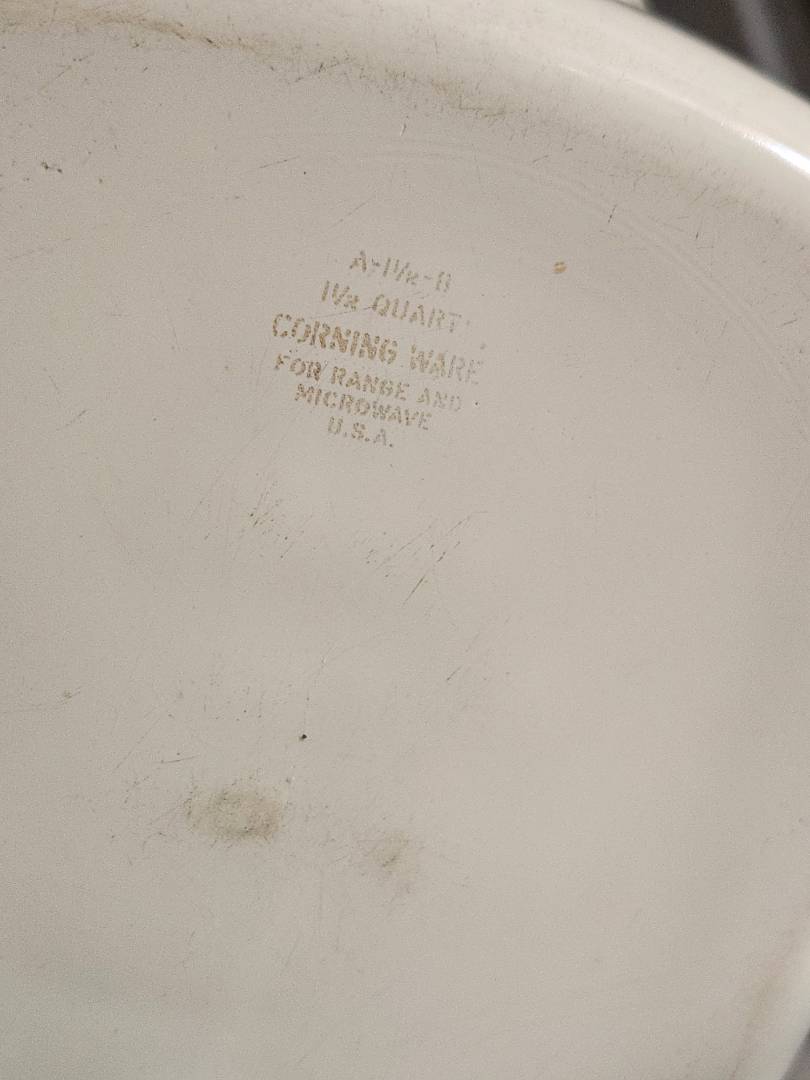 A-1½-B
1½ QUART
CORNING WARE
FOR RANGE AND
MICROWAVE
U.S.A.